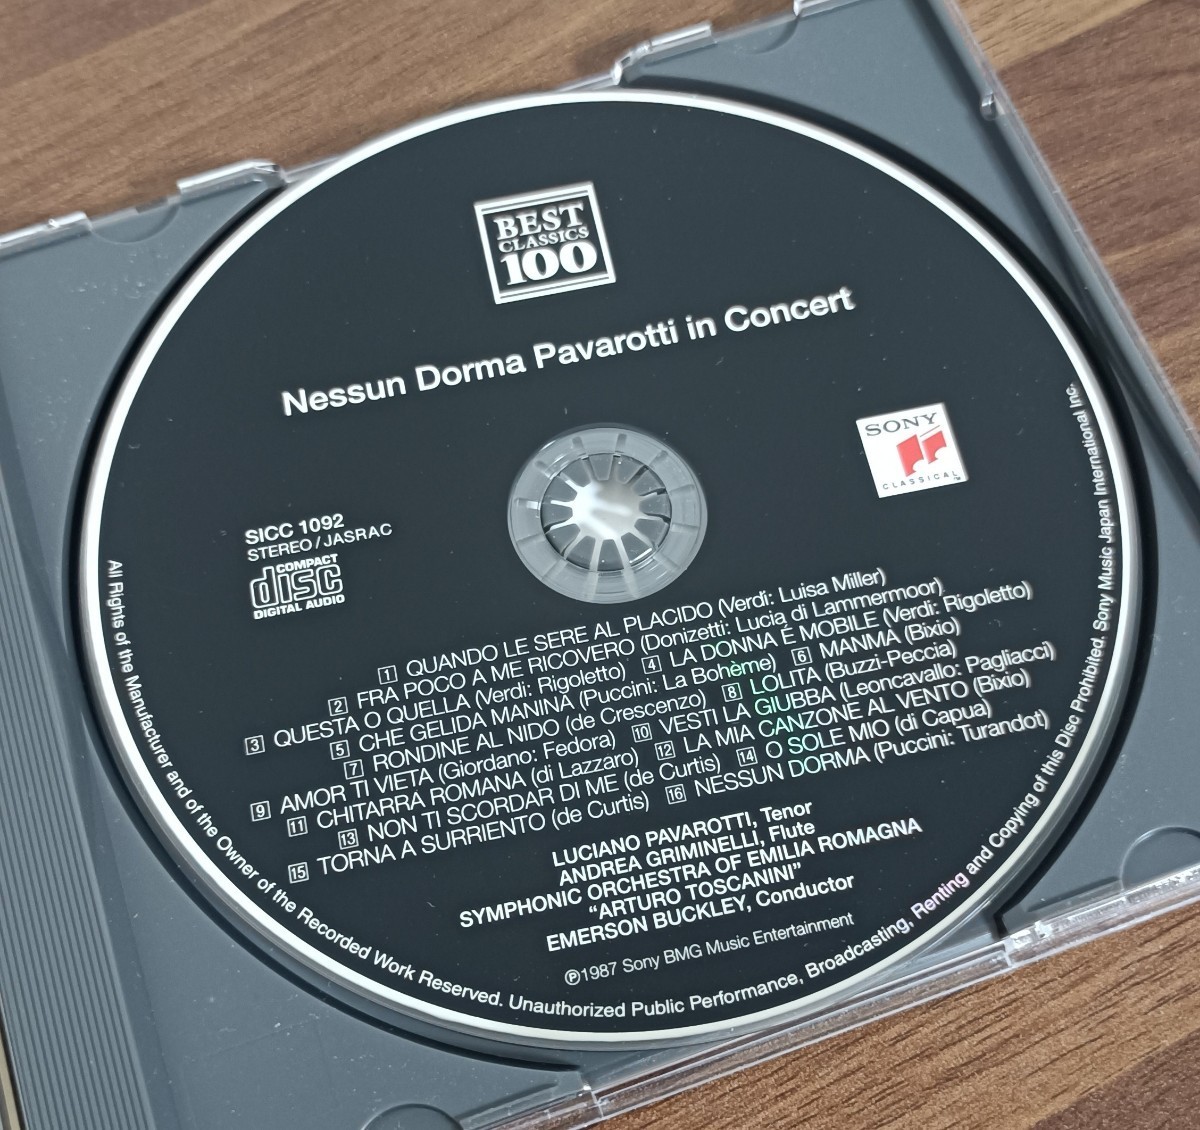 BEST
CLASSICS
100
Nessun Dorma Pavarotti in Concert
SONY
CLASSICAL™
SICC 1092
STEREO/JASRAC
COMPACT
disc
DIGITAL AUDIO
1 QUANDO LE SERE AL PLACIDO (Verdi: Luisa Miller)
2 FRA POCO A ME RICOVERO (Donizetti: Lucia di Lammermoor)
3 QUESTA O QUELLA (Verdi: Rigoletto) 4 LA DONNA É MOBILE (Verdi: Rigoletto)
5 CHE GELIDA MANINA (Puccini: La Bohème) 6 MANMA (Bixio)
7 RONDINE AL NIDO (de Crescenzo) 8 LOLITA (Buzzi-Peccia)
9 AMOR TI VIETA (Giordano: Fedora) 10 VESTI LA GIUBBA (Leoncavallo: Pagliacci)
11 CHITARRA ROMANA (di Lazzaro) 12 LA MIA CANZONE AL VENTO (Bixio)
13 NON TI SCORDAR DI ME (de Curtis) 14 O SOLE MIO (di Capua)
15 TORNA A SURRIENTO (de Curtis) 16 NESSUN DORMA (Puccini: Turandot)
LUCIANO PAVAROTTI, Tenor
ANDREA GRIMINELLI, Flute
SYMPHONIC ORCHESTRA OF EMILIA ROMAGNA
“ARTURO TOSCANINI”
EMERSON BUCKLEY, Conductor
℗1987 Sony BMG Music Entertainment
All Rights of the Manufacturer and of the Owner of the Recorded Work Reserved. Unauthorized Public Performance, Broadcasting, Renting and Copying of this Disc Prohibited. Sony Music Japan International Inc.